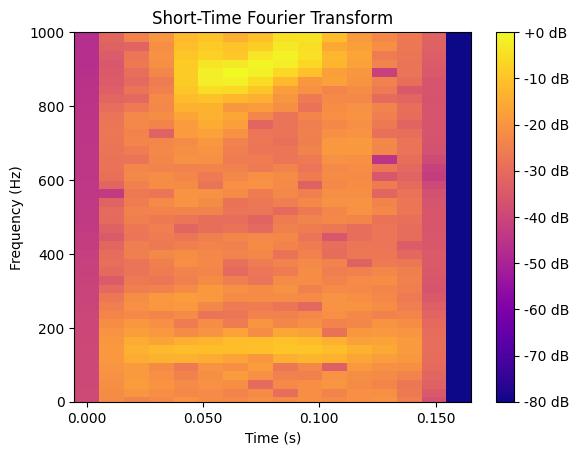 Short-Time Fourier Transform
1000
800
600
400
200
0
Frequency (Hz)
0.000
0.050
0.100
0.150
Time (s)
+0 dB
-10 dB
-20 dB
-30 dB
-40 dB
-50 dB
-60 dB
-70 dB
-80 dB